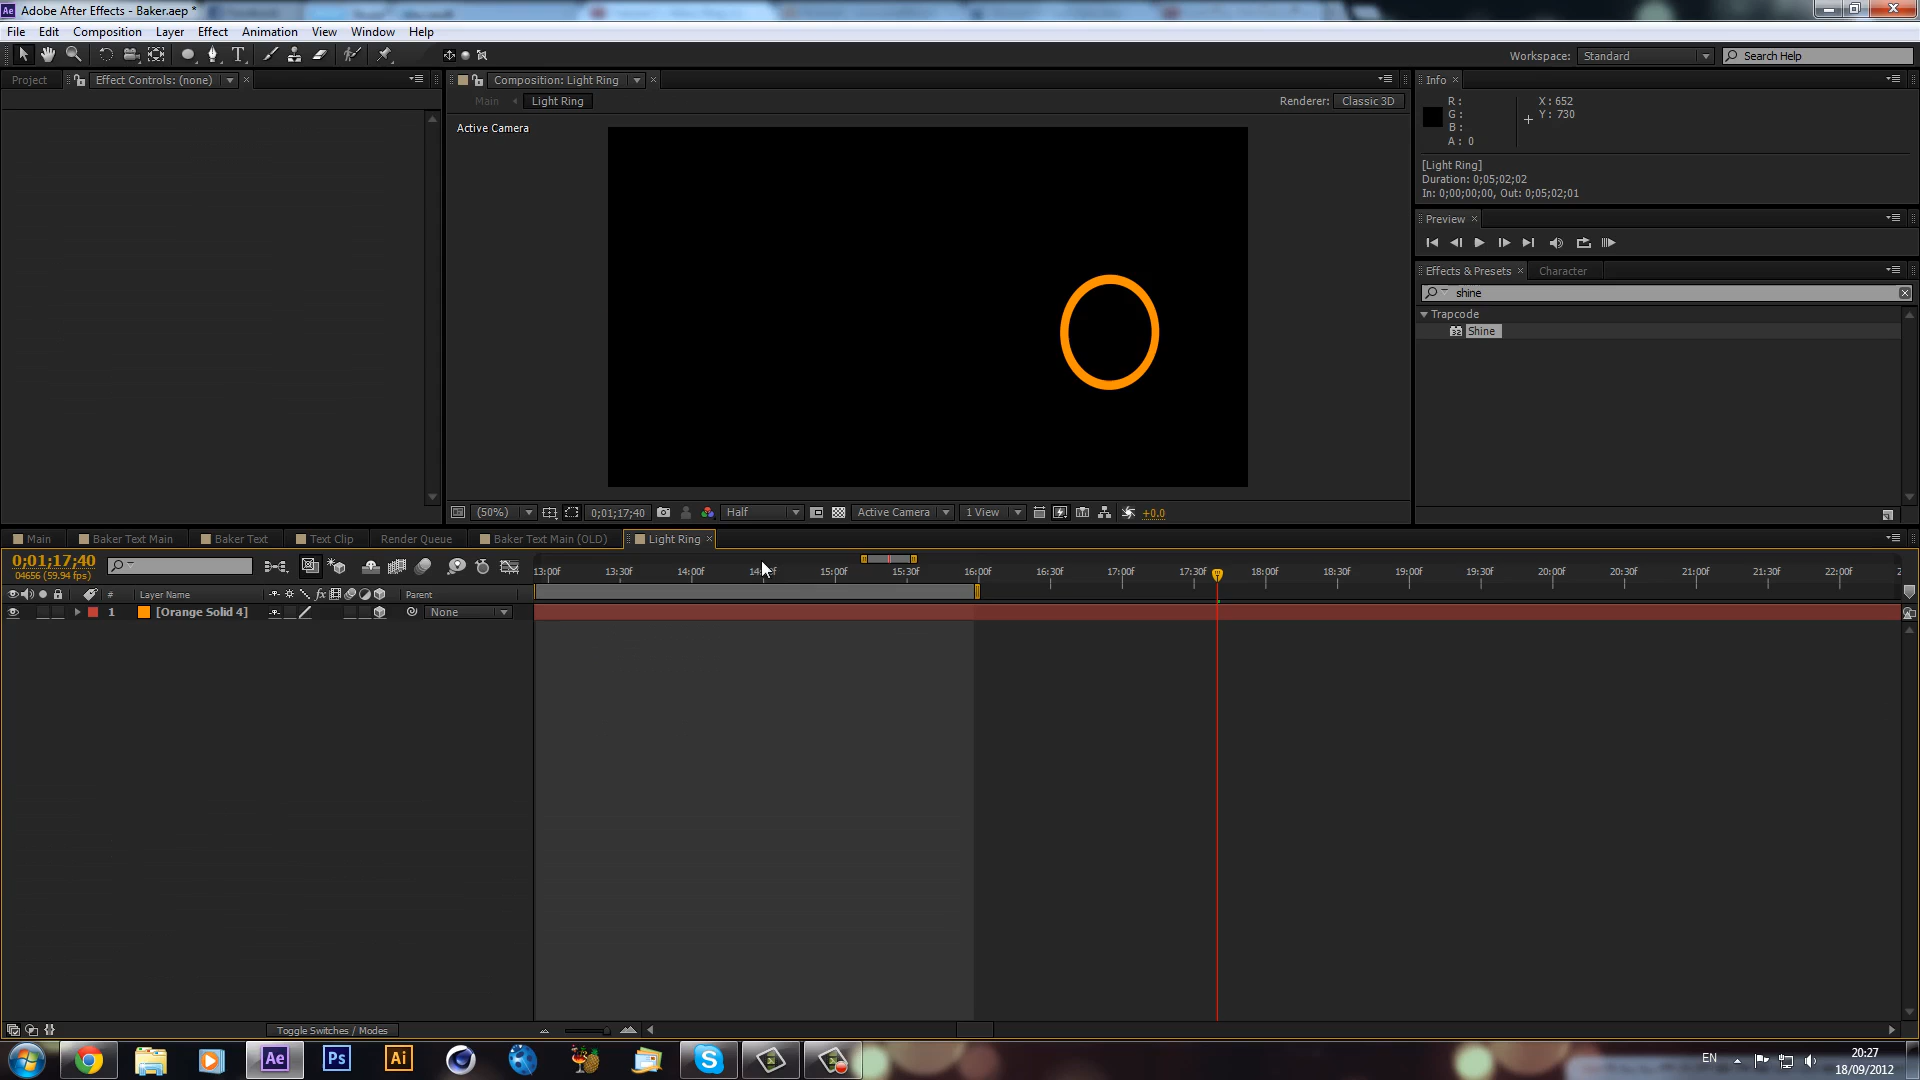 Adobe After Effects - Baker.aep *
File Edit Composition Layer Effect Animation View Window Help
Workspace: Standard Search Help
Project Effect Controls: (none)
Composition: Light Ring
Main Light Ring
Renderer: Classic 3D
Active Camera
Info
R: X: 652
G: Y: 730
B:
A: 0
[Light Ring]
Duration: 0;05;02;02
In: 0;00;00;00, Out: 0;05;02;01
Preview
Effects & Presets Character
shine
Trapcode
32 Shine
(50%) 0;01;17;40 Half Active Camera 1 View +0.0
Main Baker Text Main Baker Text Text Clip Render Queue Baker Text Main (OLD) Light Ring
0;01;17;40
04656 (59.94 fps)
13:00f 13:30f 14:00f 15:00f 15:30f 16:00f 16:30f 17:00f 17:30f 18:00f 18:30f 19:00f 19:30f 20:00f 20:30f 21:00f 21:30f 22:00f 2
# Layer Name fx Parent
1 [Orange Solid 4] None
Toggle Switches / Modes
Ae Ps Ai EN 20:27
18/09/2012